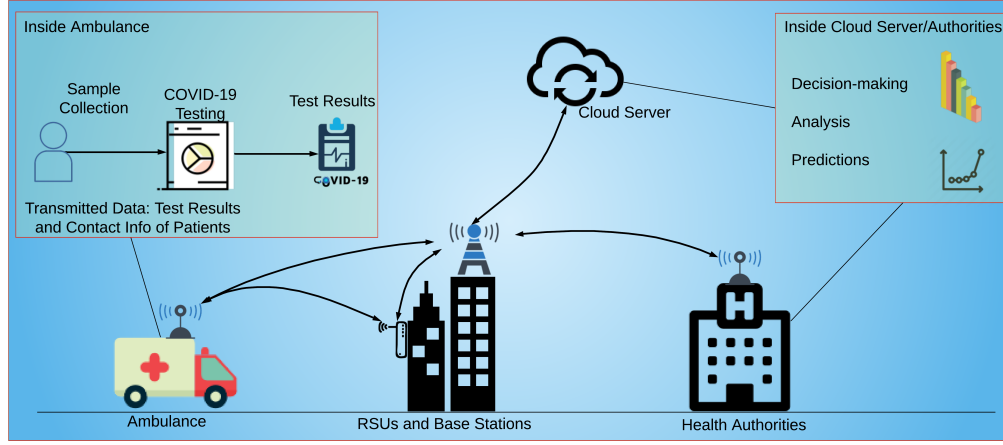 Inside Ambulance
Sample
Collection
COVID-19
Testing
Test Results
i
COVID-19
Transmitted Data: Test Results
and Contact Info of Patients
Cloud Server
Inside Cloud Server/Authorities
Decision-making
Analysis
Predictions
H
Ambulance
RSUs and Base Stations
Health Authorities